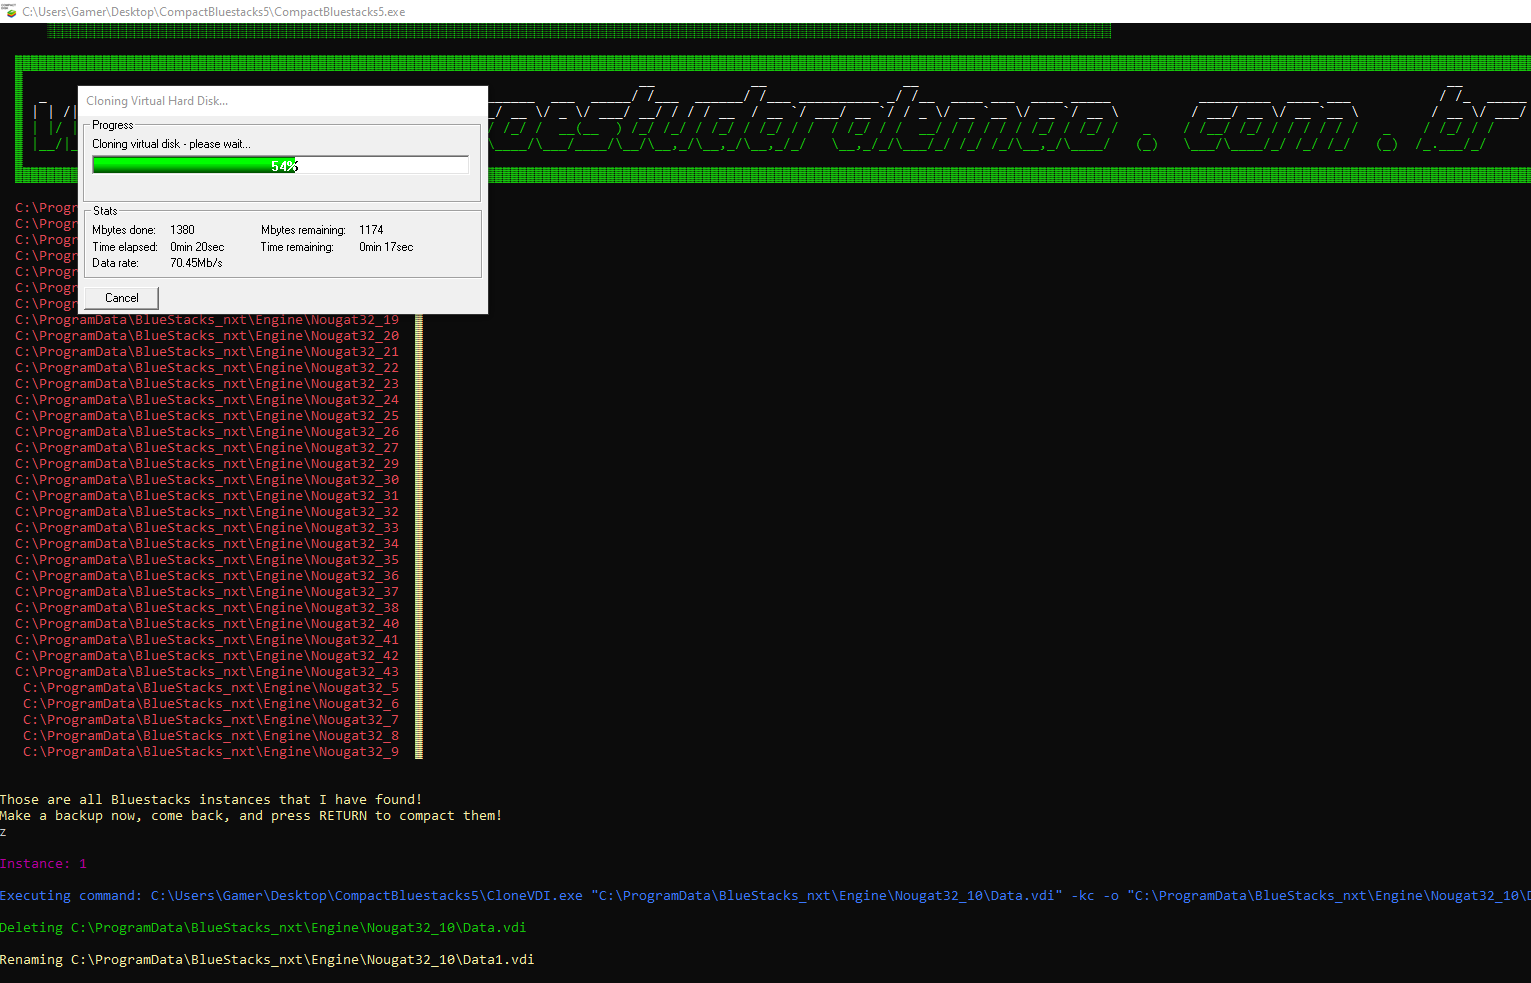 C:\Users\Gamer\Desktop\CompactBluestacks5\CompactBluestacks5.exe
Cloning Virtual Hard Disk...
Progress
Cloning virtual disk - please wait...
54%
Stats
Mbytes done: 1380 Mbytes remaining: 1174
Time elapsed: 0min 20sec Time remaining: 0min 17sec
Data rate: 70.45Mb/s
Cancel
C:\Progr
C:\Progr
C:\Progr
C:\Progr
C:\Progr
C:\Progr
C:\Progr
C:\ProgramData\BlueStacks_nxt\Engine\Nougat32_19
C:\ProgramData\BlueStacks_nxt\Engine\Nougat32_20
C:\ProgramData\BlueStacks_nxt\Engine\Nougat32_21
C:\ProgramData\BlueStacks_nxt\Engine\Nougat32_22
C:\ProgramData\BlueStacks_nxt\Engine\Nougat32_23
C:\ProgramData\BlueStacks_nxt\Engine\Nougat32_24
C:\ProgramData\BlueStacks_nxt\Engine\Nougat32_25
C:\ProgramData\BlueStacks_nxt\Engine\Nougat32_26
C:\ProgramData\BlueStacks_nxt\Engine\Nougat32_27
C:\ProgramData\BlueStacks_nxt\Engine\Nougat32_29
C:\ProgramData\BlueStacks_nxt\Engine\Nougat32_30
C:\ProgramData\BlueStacks_nxt\Engine\Nougat32_31
C:\ProgramData\BlueStacks_nxt\Engine\Nougat32_32
C:\ProgramData\BlueStacks_nxt\Engine\Nougat32_33
C:\ProgramData\BlueStacks_nxt\Engine\Nougat32_34
C:\ProgramData\BlueStacks_nxt\Engine\Nougat32_35
C:\ProgramData\BlueStacks_nxt\Engine\Nougat32_36
C:\ProgramData\BlueStacks_nxt\Engine\Nougat32_37
C:\ProgramData\BlueStacks_nxt\Engine\Nougat32_38
C:\ProgramData\BlueStacks_nxt\Engine\Nougat32_40
C:\ProgramData\BlueStacks_nxt\Engine\Nougat32_41
C:\ProgramData\BlueStacks_nxt\Engine\Nougat32_42
C:\ProgramData\BlueStacks_nxt\Engine\Nougat32_43
C:\ProgramData\BlueStacks_nxt\Engine\Nougat32_5
C:\ProgramData\BlueStacks_nxt\Engine\Nougat32_6
C:\ProgramData\BlueStacks_nxt\Engine\Nougat32_7
C:\ProgramData\BlueStacks_nxt\Engine\Nougat32_8
C:\ProgramData\BlueStacks_nxt\Engine\Nougat32_9
Those are all Bluestacks instances that I have found!
Make a backup now, come back, and press RETURN to compact them!
z
Instance: 1
Executing command: C:\Users\Gamer\Desktop\CompactBluestacks5\CloneVDI.exe "C:\ProgramData\BlueStacks_nxt\Engine\Nougat32_10\Data.vdi" -kc -o "C:\ProgramData\BlueStacks_nxt\Engine\Nougat32_10\
Deleting C:\ProgramData\BlueStacks_nxt\Engine\Nougat32_10\Data.vdi
Renaming C:\ProgramData\BlueStacks_nxt\Engine\Nougat32_10\Data1.vdi